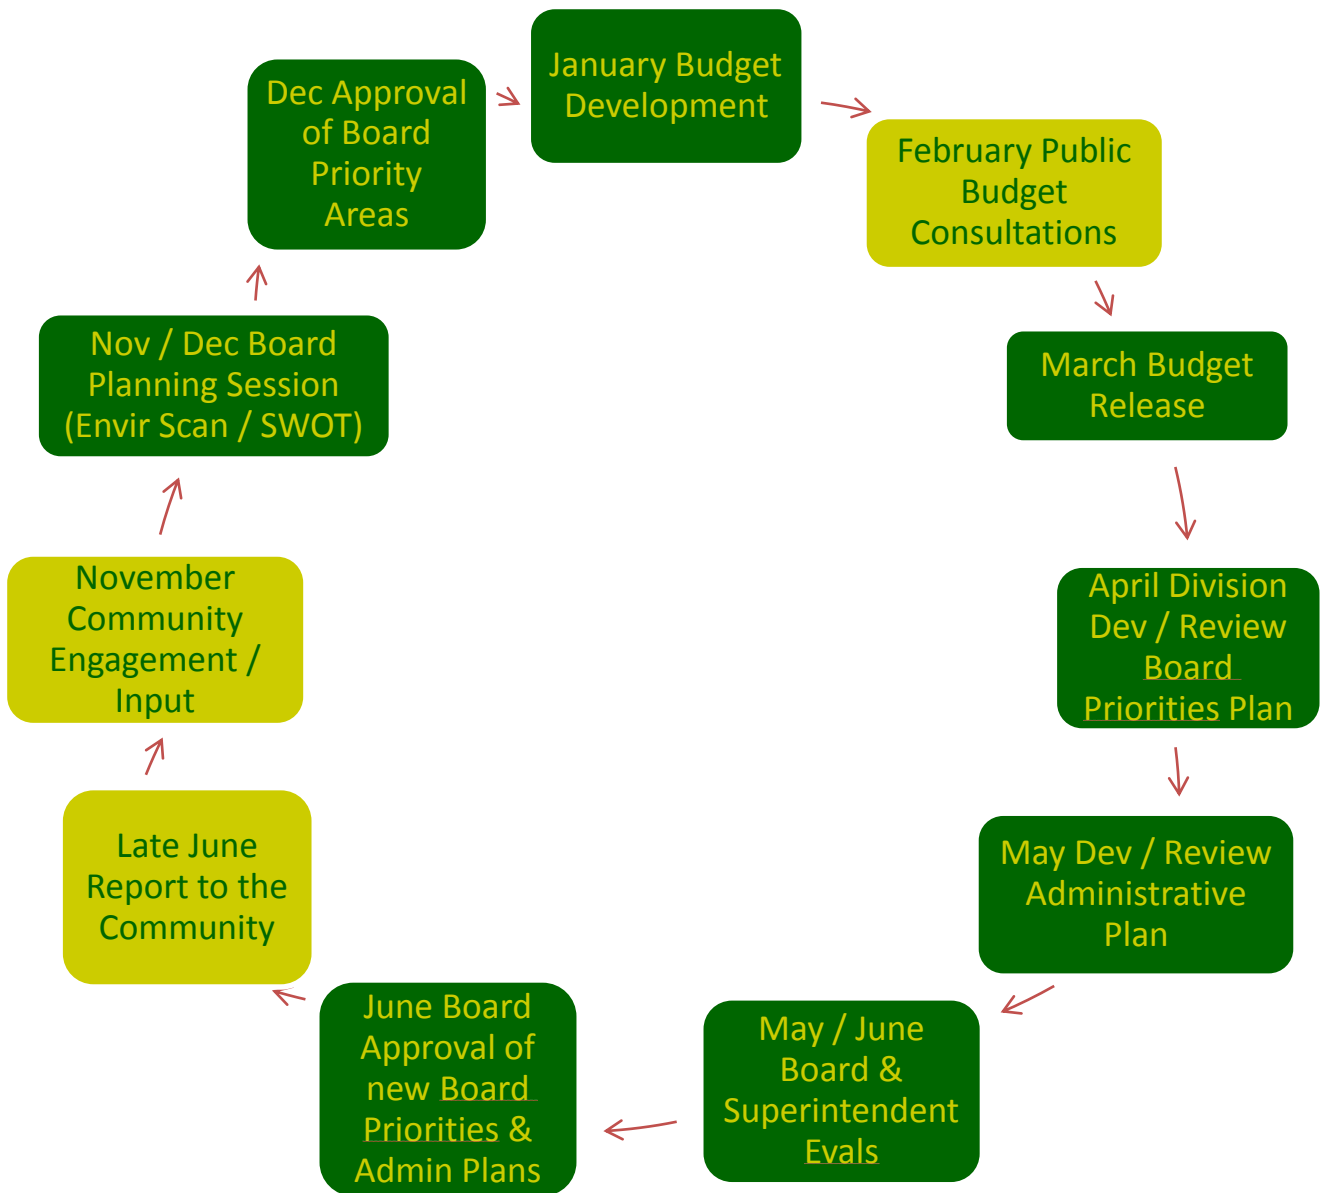 January Budget
Development
February Public
Budget
Consultations
March Budget
Release
April Division
Dev / Review
Board
Priorities Plan
May Dev / Review
Administrative
Plan
May / June
Board &
Superintendent
Evals
June Board
Approval of
new Board
Priorities &
Admin Plans
Late June
Report to the
Community
November
Community
Engagement /
Input
Nov / Dec Board
Planning Session
(Envir Scan / SWOT)
Dec Approval
of Board
Priority
Areas